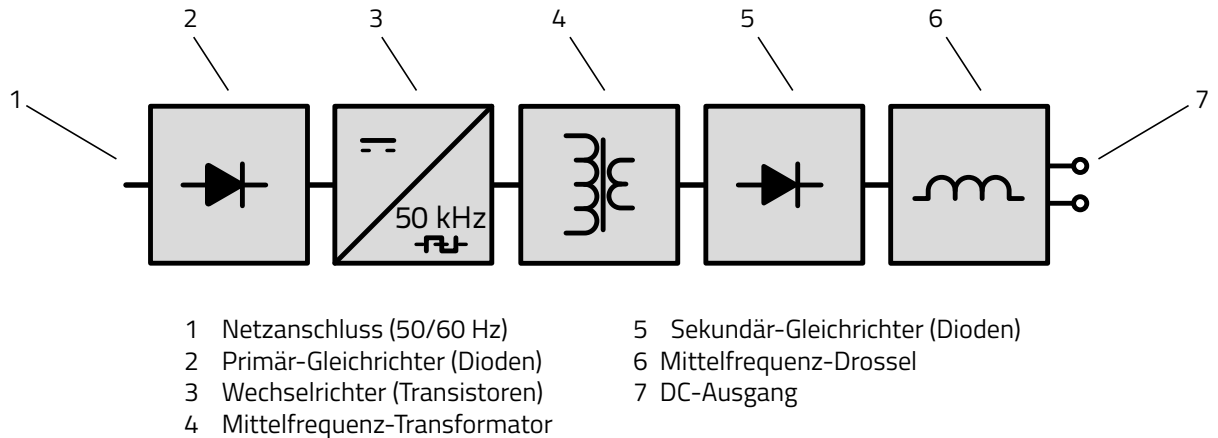 2 3 4 5 6
1 7
50 kHz
1 Netzanschluss (50/60 Hz)
2 Primär-Gleichrichter (Dioden)
3 Wechselrichter (Transistoren)
4 Mittelfrequenz-Transformator
5 Sekundär-Gleichrichter (Dioden)
6 Mittelfrequenz-Drossel
7 DC-Ausgang